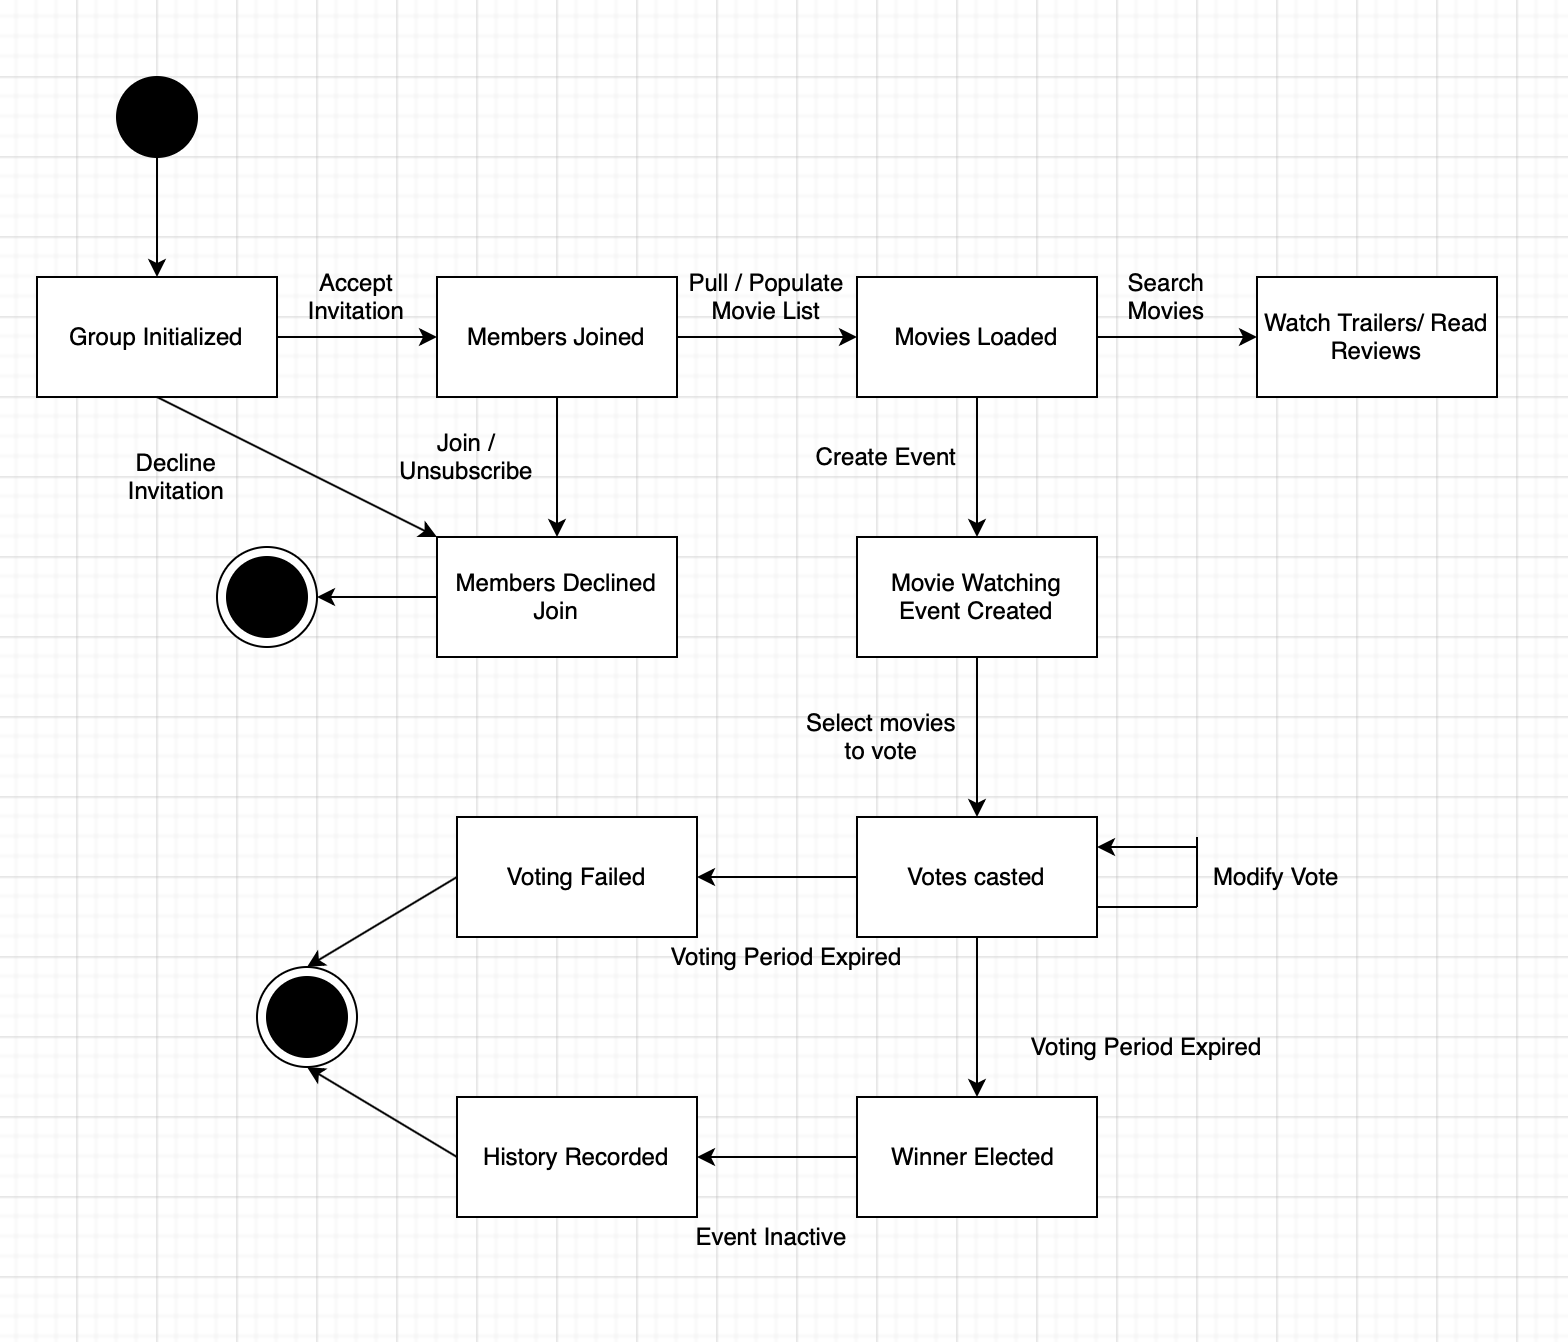 Group Initialized
Accept
Invitation
Members Joined
Pull / Populate
Movie List
Movies Loaded
Search
Movies
Watch Trailers/ Read
Reviews
Decline
Invitation
Join /
Unsubscribe
Create Event
Members Declined
Join
Movie Watching
Event Created
Select movies
to vote
Voting Failed
Votes casted
Modify Vote
Voting Period Expired
Voting Period Expired
History Recorded
Winner Elected
Event Inactive